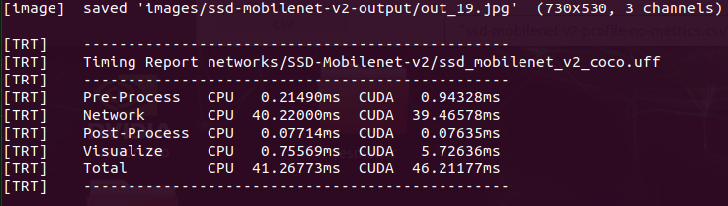 [image] saved 'images/ssd-mobilenet-v2-output/out_19.jpg' (730x530, 3 channels)
[TRT] ------------------------------------------------
[TRT] Timing Report networks/SSD-Mobilenet-v2/ssd_mobilenet_v2_coco.uff
[TRT] ------------------------------------------------
[TRT] Pre-Process CPU 0.21490ms CUDA 0.94328ms
[TRT] Network CPU 40.22000ms CUDA 39.46578ms
[TRT] Post-Process CPU 0.07714ms CUDA 0.07635ms
[TRT] Visualize CPU 0.75569ms CUDA 5.72636ms
[TRT] Total CPU 41.26773ms CUDA 46.21177ms
[TRT] ------------------------------------------------